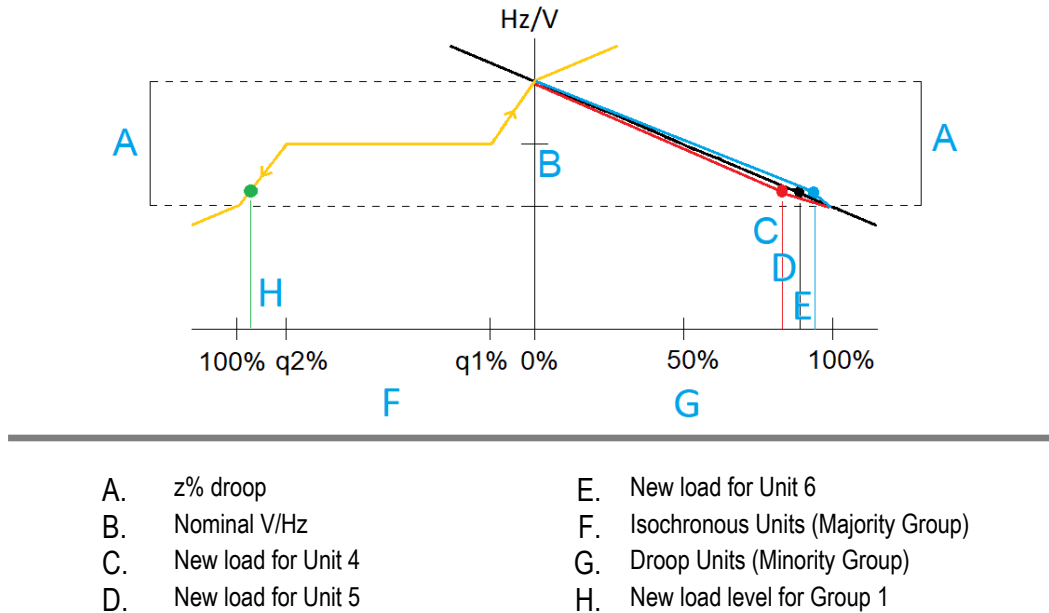 Hz/V
A
A
B
C
D
H
E
100% q2% q1% 0% 50% 100%
F G
A. z% droop
B. Nominal V/Hz
C. New load for Unit 4
D. New load for Unit 5
E. New load for Unit 6
F. Isochronous Units (Majority Group)
G. Droop Units (Minority Group)
H. New load level for Group 1